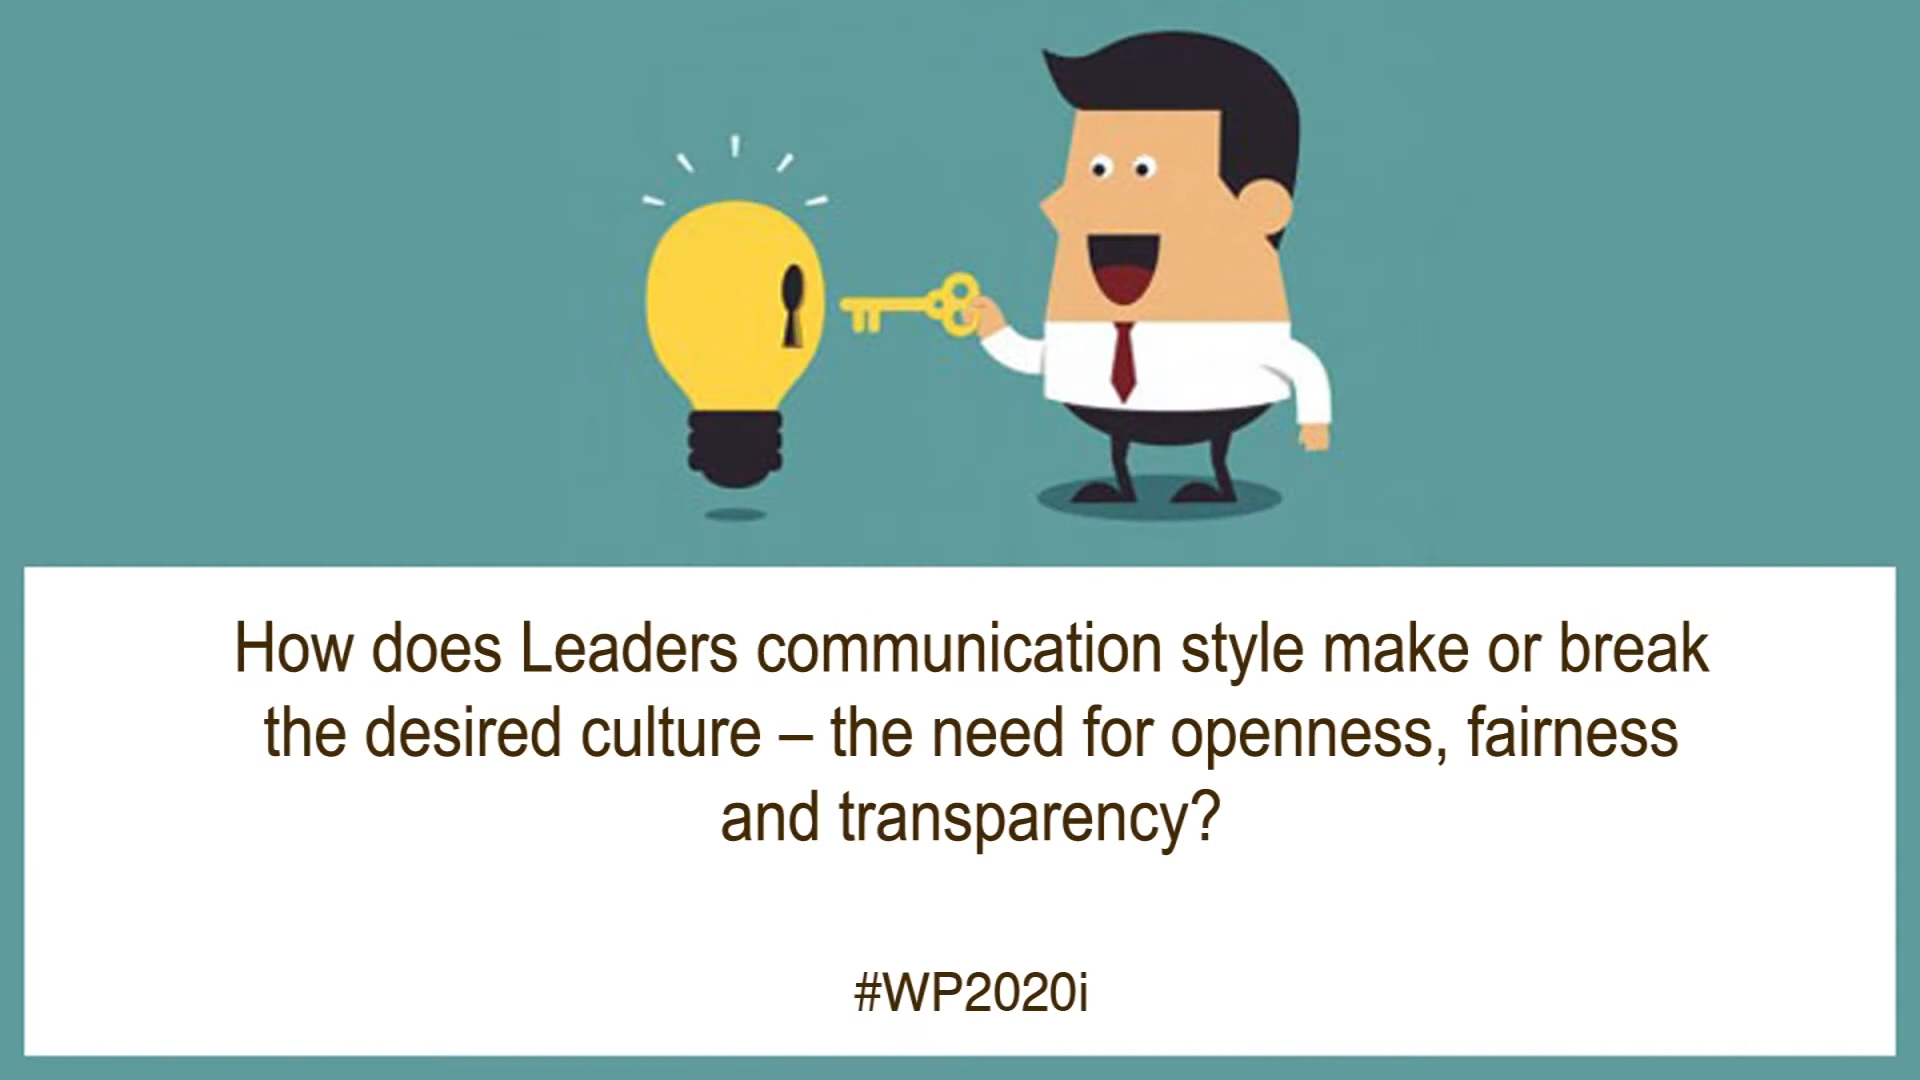 How does Leaders communication style make or break
the desired culture – the need for openness, fairness
and transparency?
#WP2020i